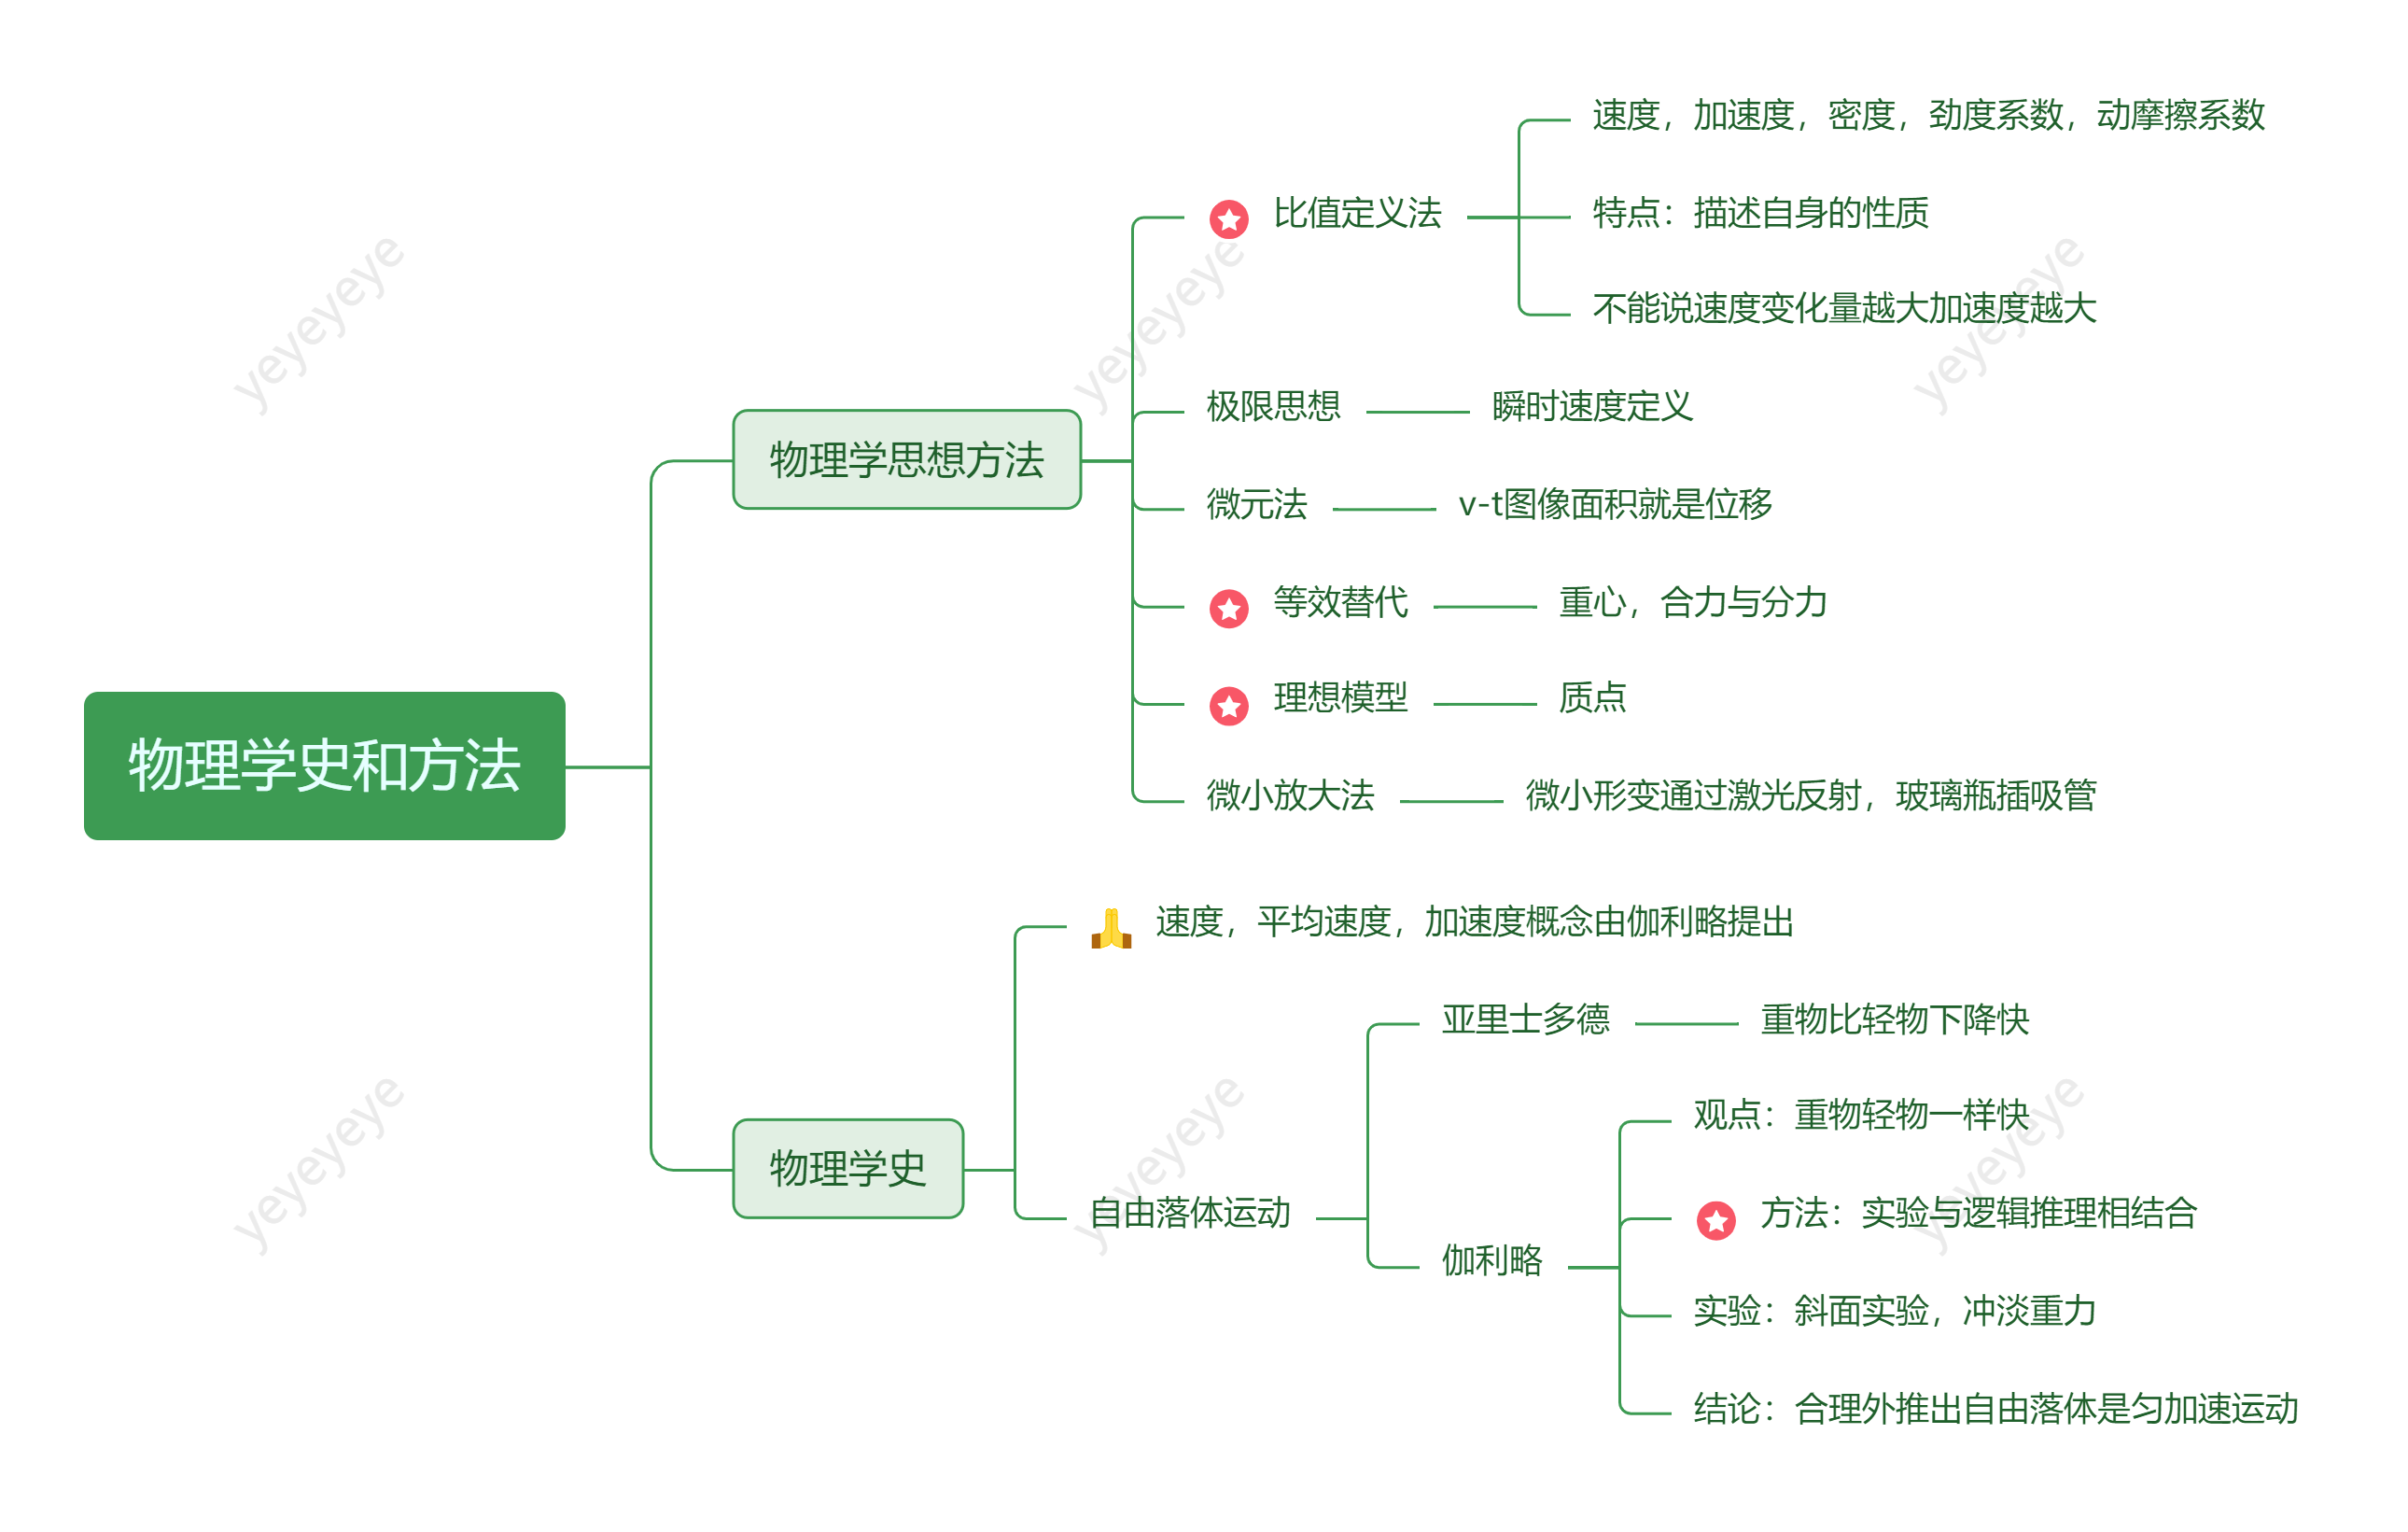 物理学史和方法
物理学思想方法
比值定义法
速度，加速度，密度，劲度系数，动摩擦系数
特点：描述自身的性质
不能说速度变化量越大加速度越大
极限思想
瞬时速度定义
微元法
v-t图像面积就是位移
等效替代
重心，合力与分力
理想模型
质点
微小放大法
微小形变通过激光反射，玻璃瓶插吸管
物理学史
速度，平均速度，加速度概念由伽利略提出
自由落体运动
亚里士多德
重物比轻物下降快
伽利略
观点：重物轻物一样快
方法：实验与逻辑推理相结合
实验：斜面实验，冲淡重力
结论：合理外推出自由落体是匀加速运动
yeyeyeye
yeyeyeye
yeyeyeye
yeyeyeye
yeyeyeye
yeyeyeye